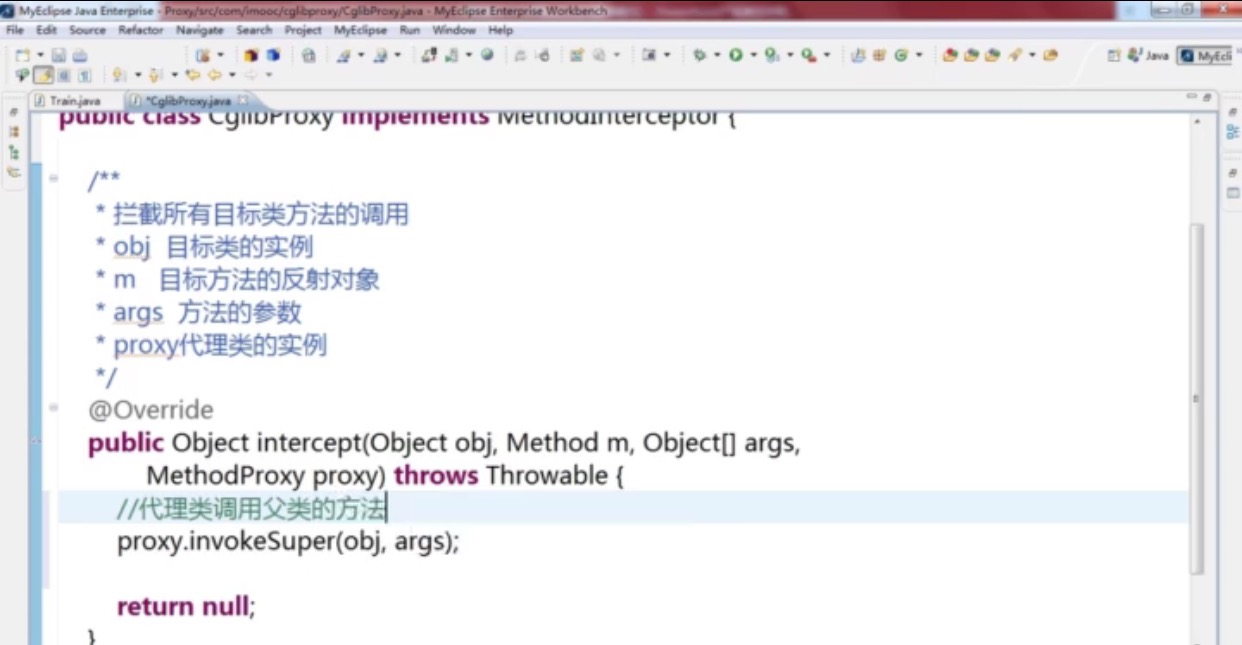 MyEclipse Java Enterprise - Proxy/src/com/imooc/cglibproxy/CglibProxy.java - MyEclipse Enterprise Workbench
File Edit Source Refactor Navigate Search Project MyEclipse Run Window Help
Java MyEcli
Train.java *CglibProxy.java
public class CglibProxy implements MethodInterceptor {
/**
* 拦截所有目标类方法的调用
* obj 目标类的实例
* m 目标方法的反射对象
* args 方法的参数
* proxy代理类的实例
*/
@Override
public Object intercept(Object obj, Method m, Object[] args,
MethodProxy proxy) throws Throwable {
//代理类调用父类的方法
proxy.invokeSuper(obj, args);
return null;
}